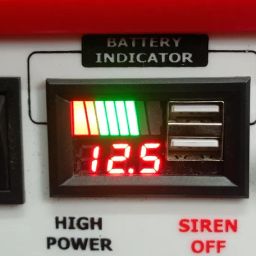 BATTERY
INDICATOR
12.5
HIGH
POWER
SIREN
OFF